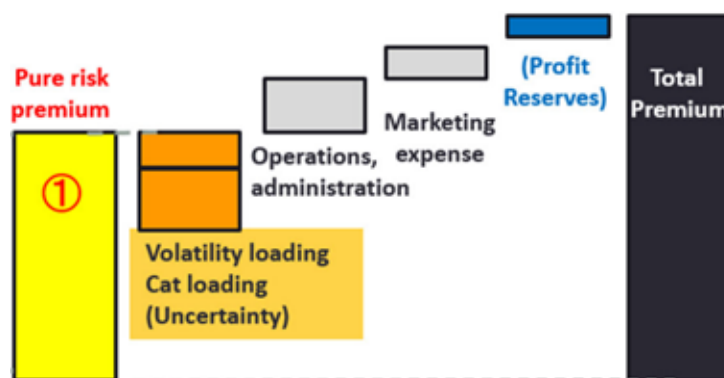 Pure risk
premium
①
Volatility loading
Cat loading
(Uncertainty)
Operations,
administration
Marketing
expense
(Profit
Reserves)
Total
Premium